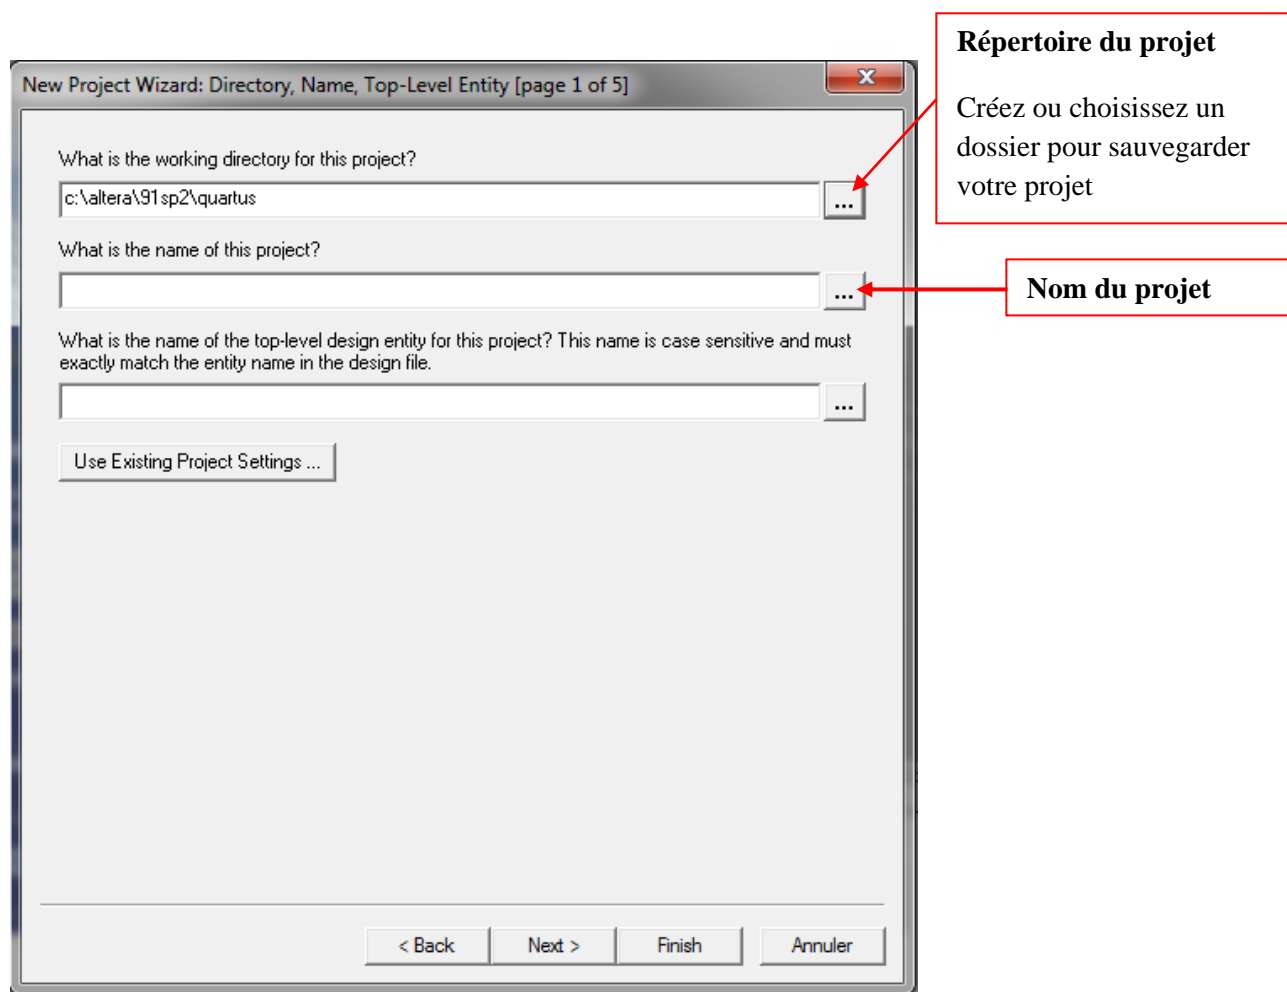 New Project Wizard: Directory, Name, Top-Level Entity [page 1 of 5]
x
What is the working directory for this project?
c:\altera\91sp2\quartus
...
What is the name of this project?
...
What is the name of the top-level design entity for this project? This name is case sensitive and must
exactly match the entity name in the design file.
...
Use Existing Project Settings ...
< Back
Next >
Finish
Annuler
Répertoire du projet
Créez ou choisissez un
dossier pour sauvegarder
votre projet
Nom du projet